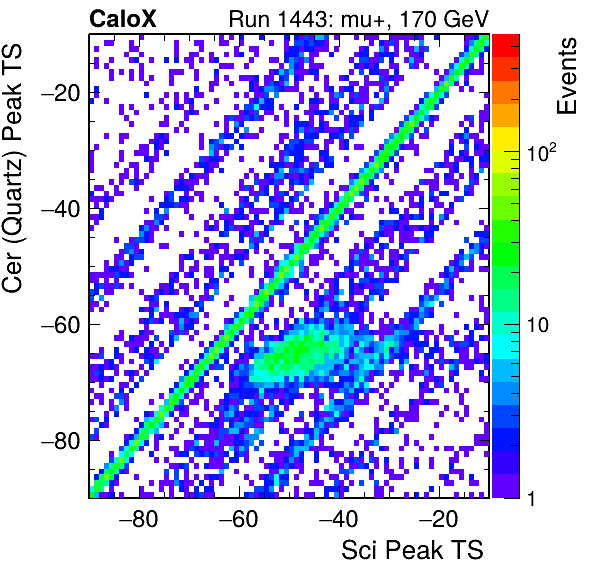 CaloX Run 1443: mu+, 170 GeV
Cer (Quartz) Peak TS
−20
−40
−60
−80
−80 −60 −40 −20
Sci Peak TS
Events
10²
10
1